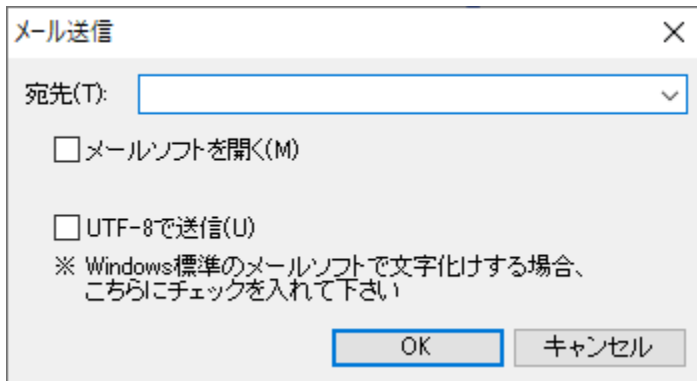 メール送信
宛先(T):
メールソフトを開く(M)
UTF-8で送信(U)
※ Windows標準のメールソフトで文字化けする場合、
こちらにチェックを入れて下さい
OK
キャンセル